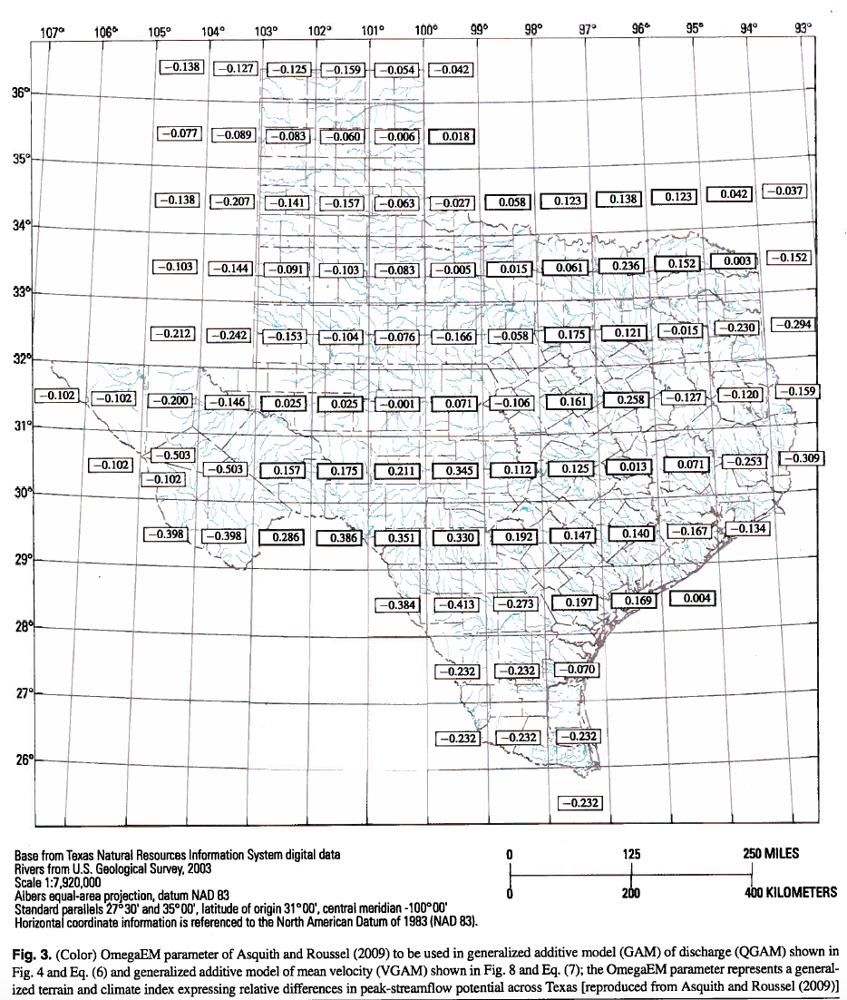 107° 106° 105° 104° 103° 102° 101° 100° 99° 98° 97° 96° 95° 94° 93°
−0.138 −0.127 −0.125 −0.159 −0.054 −0.042
36°
−0.077 −0.089 −0.083 −0.060 −0.006 0.018
35°
−0.138 −0.207 −0.141 −0.157 −0.063 −0.027 0.058 0.123 0.138 0.123 0.042 −0.037
34°
−0.103 −0.144 −0.091 −0.103 −0.083 −0.005 0.015 0.061 0.236 0.152 0.003 −0.152
33°
−0.212 −0.242 −0.153 −0.104 −0.076 −0.166 −0.058 0.175 0.121 −0.015 −0.230 −0.294
32°
−0.102 −0.102 −0.200 −0.146 0.025 0.025 −0.001 0.071 −0.106 0.161 0.258 −0.127 −0.120 −0.159
31°
−0.503
−0.102 −0.503 0.157 0.175 0.211 0.345 0.112 0.125 0.013 0.071 −0.253 −0.309
−0.102
30°
−0.398 −0.398 0.286 0.386 0.351 0.330 0.192 0.147 0.140 −0.167 −0.134
29°
−0.384 −0.413 −0.273 0.197 0.169 0.004
28°
−0.232 −0.232 −0.070
27°
−0.232 −0.232 −0.232
26°
−0.232
Base from Texas Natural Resources Information System digital data
Rivers from U.S. Geological Survey, 2003
Scale 1:7,920,000
Albers equal-area projection, datum NAD 83
Standard parallels 27°30' and 35°00', latitude of origin 31°00', central meridian -100°00'
Horizontal coordinate information is referenced to the North American Datum of 1983 (NAD 83).
0 125 250 MILES
0 200 400 KILOMETERS
Fig. 3. (Color) OmegaEM parameter of Asquith and Roussel (2009) to be used in generalized additive model (GAM) of discharge (QGAM) shown in
Fig. 4 and Eq. (6) and generalized additive model of mean velocity (VGAM) shown in Fig. 8 and Eq. (7); the OmegaEM parameter represents a general-
ized terrain and climate index expressing relative differences in peak-streamflow potential across Texas [reproduced from Asquith and Roussel (2009)]